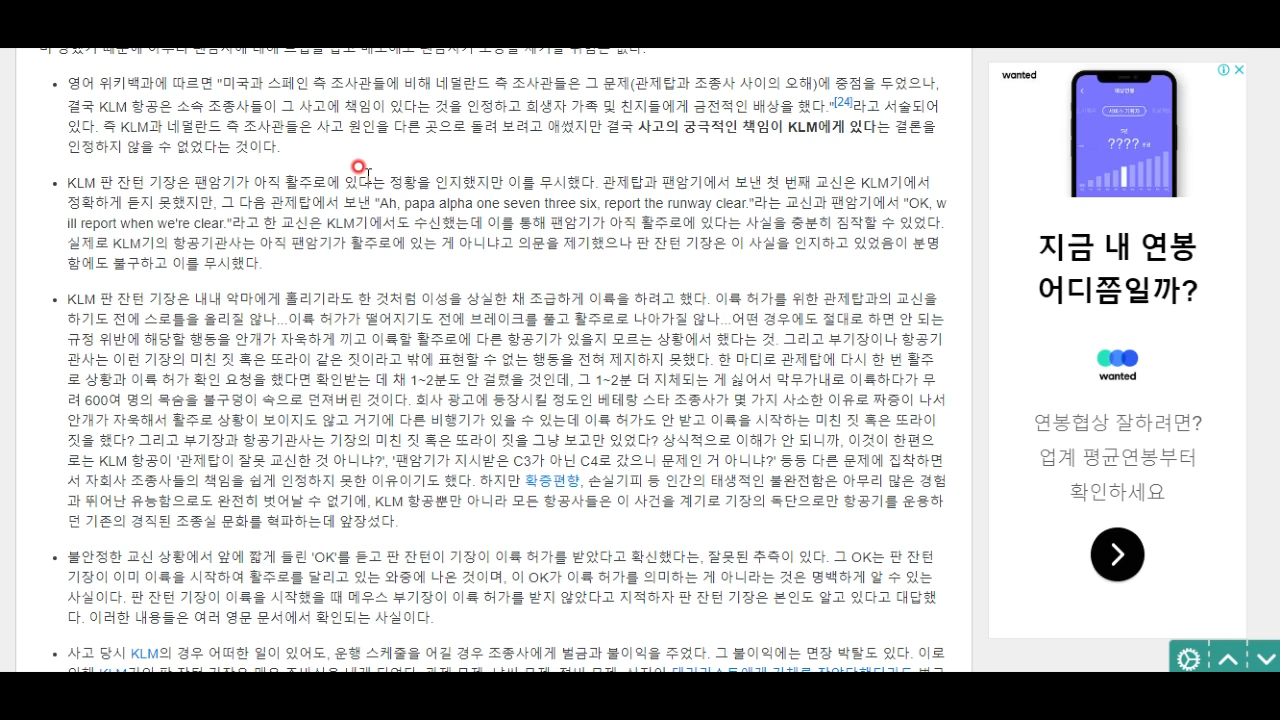 영어 위키백과에 따르면 "미국과 스페인 측 조사관들에 비해 네덜란드 측 조사관들은 그 문제(관제탑과 조종사 사이의 오해)에 중점을 두었으나,
결국 KLM 항공은 소속 조종사들이 그 사고에 책임이 있다는 것을 인정하고 희생자 가족 및 친지들에게 금전적인 배상을 했다."[24]라고 서술되어
있다. 즉 KLM과 네덜란드 측 조사관들은 사고 원인을 다른 곳으로 돌려 보려고 애썼지만 결국 사고의 궁극적인 책임이 KLM에게 있다는 결론을
인정하지 않을 수 없었다는 것이다.
KLM 판 잔턴 기장은 팬암기가 아직 활주로에 있다는 정황을 인지했지만 이를 무시했다. 관제탑과 팬암기에서 보낸 첫 번째 교신은 KLM기에서
정확하게 듣지 못했지만, 그 다음 관제탑에서 보낸 "Ah, papa alpha one seven three six, report the runway clear."라는 교신과 팬암기에서 "OK, w
ill report when we're clear."라고 한 교신은 KLM기에서도 수신했는데 이를 통해 팬암기가 아직 활주로에 있다는 사실을 충분히 짐작할 수 있었다.
실제로 KLM기의 항공기관사는 아직 팬암기가 활주로에 있는 게 아니냐고 의문을 제기했으나 판 잔턴 기장은 이 사실을 인지하고 있었음이 분명
함에도 불구하고 이를 무시했다.
KLM 판 잔턴 기장은 내내 악마에게 홀리기라도 한 것처럼 이성을 상실한 채 조급하게 이륙을 하려고 했다. 이륙 허가를 위한 관제탑과의 교신을
하기도 전에 스로틀을 올리질 않나...이륙 허가가 떨어지기도 전에 브레이크를 풀고 활주로로 나아가질 않나...어떤 경우에도 절대로 하면 안 되는
규정 위반에 해당할 행동을 안개가 자욱하게 끼고 이륙할 활주로에 다른 항공기가 있을지 모르는 상황에서 했다는 것. 그리고 부기장이나 항공기
관사는 이런 기장의 미친 짓 혹은 또라이 같은 짓이라고 밖에 표현할 수 없는 행동을 전혀 제지하지 못했다. 한 마디로 관제탑에 다시 한 번 활주
로 상황과 이륙 허가 확인 요청을 했다면 확인받는 데 채 1~2분도 안 걸렸을 것인데, 그 1~2분 더 지체되는 게 싫어서 막무가내로 이륙하다가 무
려 600여 명의 목숨을 불구덩이 속으로 던져버린 것이다. 회사 광고에 등장시킬 정도인 베테랑 스타 조종사가 몇 가지 사소한 이유로 짜증이 나서
안개가 자욱해서 활주로 상황이 보이지도 않고 거기에 다른 비행기가 있을 수 있는데 이륙 허가도 안 받고 이륙을 시작하는 미친 짓 혹은 또라이
짓을 했다? 그리고 부기장과 항공기관사는 기장의 미친 짓 혹은 또라이 짓을 그냥 보고만 있었다? 상식적으로 이해가 안 되니까, 이것이 한편으
로는 KLM 항공이 '관제탑이 잘못 교신한 것 아니냐?', '팬암기가 지시받은 C3가 아닌 C4로 갔으니 문제인 거 아니냐?' 등등 다른 문제에 집착하면
서 자회사 조종사들의 책임을 쉽게 인정하지 못한 이유이기도 했다. 하지만 확증편향, 손실기피 등 인간의 태생적인 불완전함은 아무리 많은 경험
과 뛰어난 유능함으로도 완전히 벗어날 수 없기에, KLM 항공뿐만 아니라 모든 항공사들은 이 사건을 계기로 기장의 독단으로만 항공기를 운용하
던 기존의 경직된 조종실 문화를 혁파하는데 앞장섰다.
불안정한 교신 상황에서 앞에 짧게 들린 'OK'를 듣고 판 잔턴이 기장이 이륙 허가를 받았다고 확신했다는, 잘못된 추측이 있다. 그 OK는 판 잔턴
기장이 이미 이륙을 시작하여 활주로를 달리고 있는 와중에 나온 것이며, 이 OK가 이륙 허가를 의미하는 게 아니라는 것은 명백하게 알 수 있는
사실이다. 판 잔턴 기장이 이륙을 시작했을 때 메우스 부기장이 이륙 허가를 받지 않았다고 지적하자 판 잔턴 기장은 본인도 알고 있다고 대답했
다. 이러한 내용들은 여러 영문 문서에서 확인되는 사실이다.
사고 당시 KLM의 경우 어떠한 일이 있어도, 운행 스케줄을 어길 경우 조종사에게 벌금과 불이익을 주었다. 그 불이익에는 면장 박탈도 있다. 이로
wanted
????
지금 내 연봉
어디쯤일까?
wanted
연봉협상 잘하려면?
업계 평균연봉부터
확인하세요